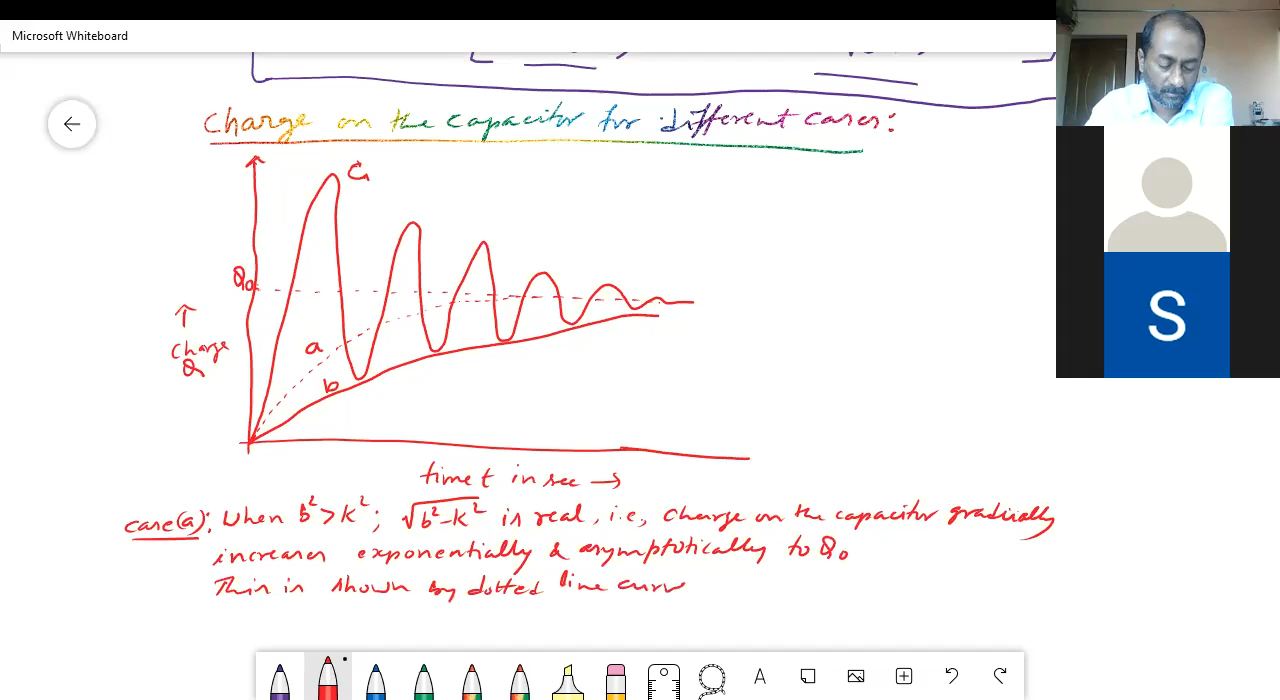 Microsoft Whiteboard
Charge on the capacitor for different cases:
C
Q₀
a
↑
charge
Q
b
time t in sec →
case(a): When b² > k²; √b²-k² is real, i.e., charge on the capacitor gradually
increases exponentially & asymptotically to Q₀
This is shown by dotted line curv
S
A